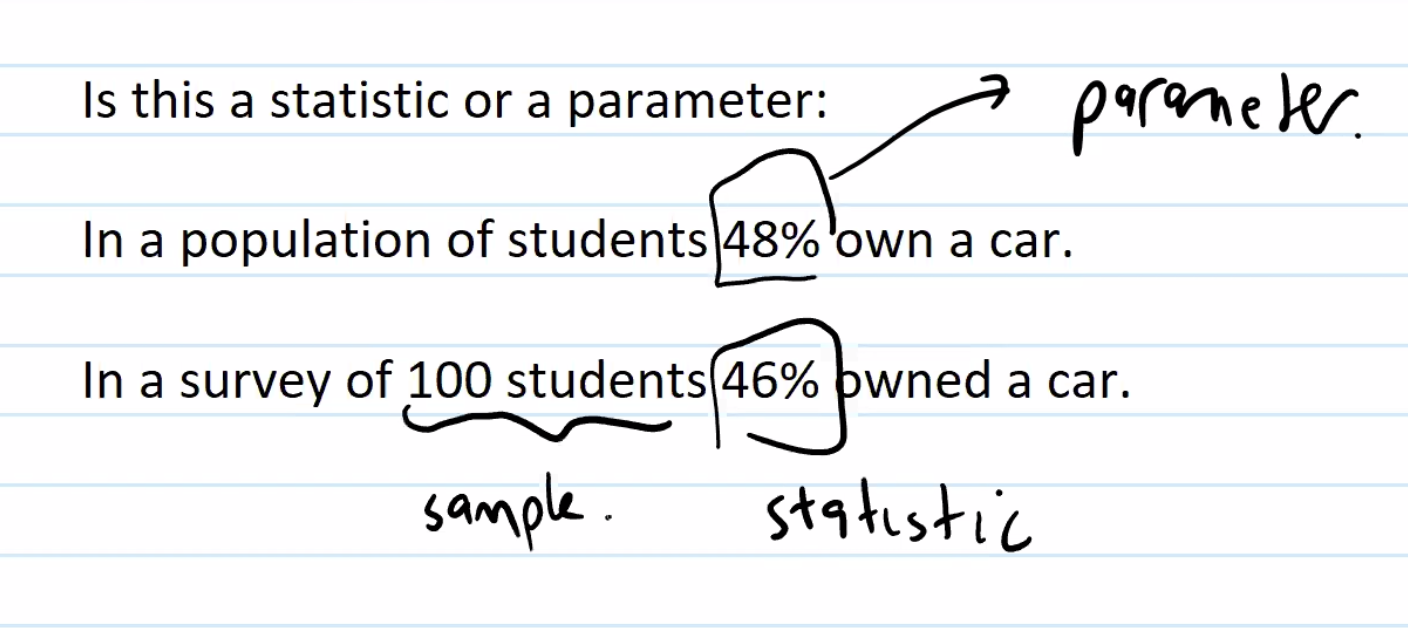 Is this a statistic or a parameter:
parameter.
In a population of students 48% own a car.
In a survey of 100 students 46% owned a car.
sample. statistic